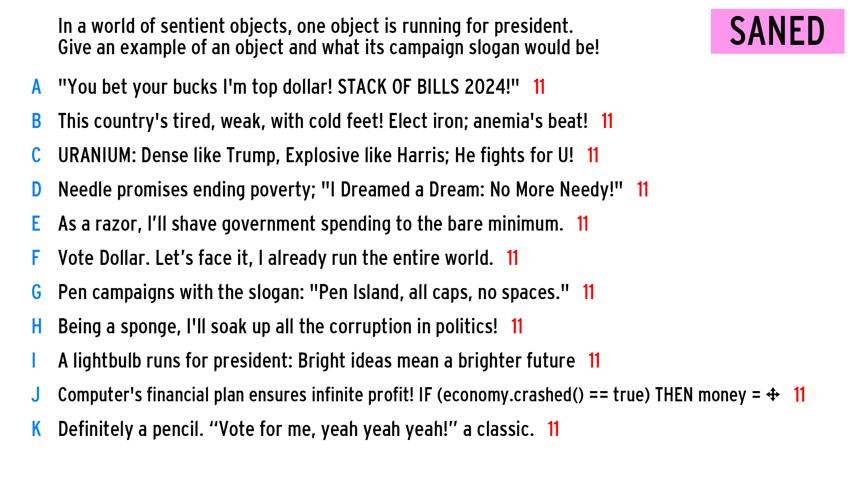 In a world of sentient objects, one object is running for president.
Give an example of an object and what its campaign slogan would be!
SANED
A "You bet your bucks I'm top dollar! STACK OF BILLS 2024!" 11
B This country's tired, weak, with cold feet! Elect iron; anemia's beat! 11
C URANIUM: Dense like Trump, Explosive like Harris; He fights for U! 11
D Needle promises ending poverty; "I Dreamed a Dream: No More Needy!" 11
E As a razor, I’ll shave government spending to the bare minimum. 11
F Vote Dollar. Let’s face it, I already run the entire world. 11
G Pen campaigns with the slogan: "Pen Island, all caps, no spaces." 11
H Being a sponge, I'll soak up all the corruption in politics! 11
I A lightbulb runs for president: Bright ideas mean a brighter future 11
J Computer's financial plan ensures infinite profit! IF (economy.crashed() == true) THEN money = ✥ 11
K Definitely a pencil. “Vote for me, yeah yeah yeah!” a classic. 11